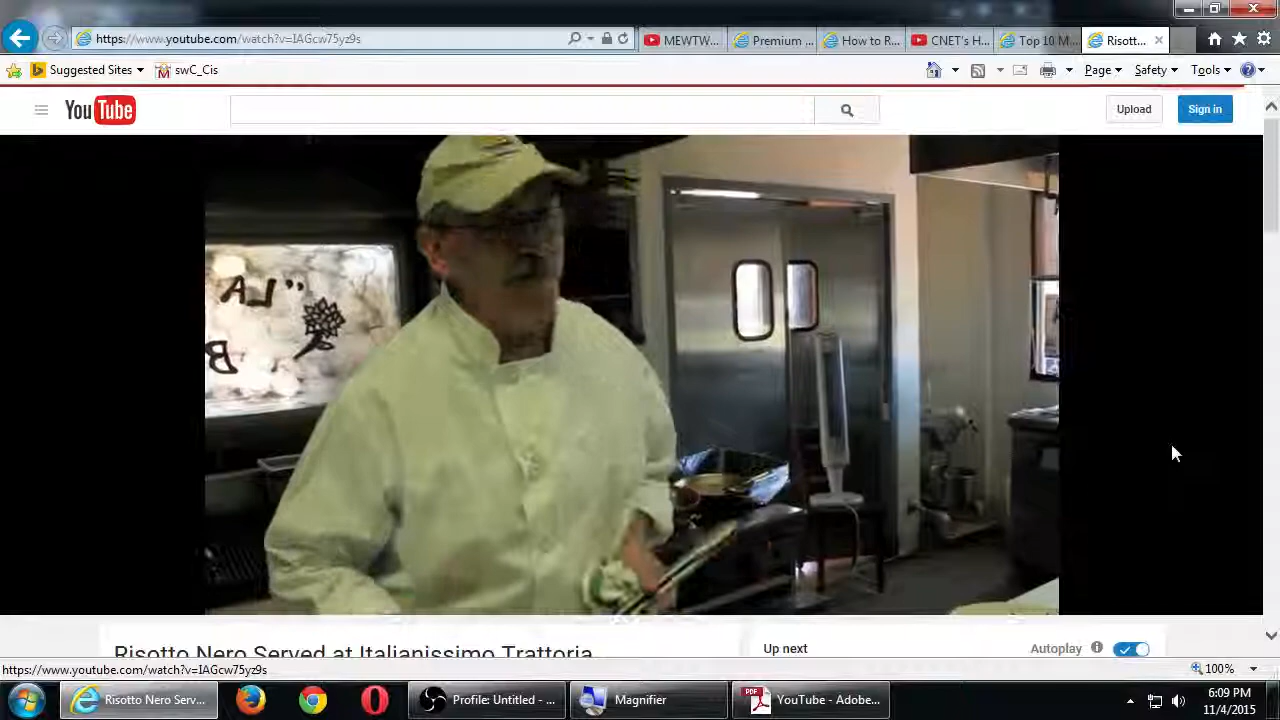 https://www.youtube.com/watch?v=IAGcw75yz9s
MEWTW...
Premium ...
How to R...
CNET's H...
Top 10 M...
Risott...
Suggested Sites
swC_Cis
Page
Safety
Tools
YouTube
Upload
Sign in
"LA
B
Risotto Nero Served at Italianissimo Trattoria
Up next
Autoplay
https://www.youtube.com/watch?v=IAGcw75yz9s
100%
Risotto Nero Serv...
Profile: Untitled - ...
Magnifier
YouTube - Adobe...
6:09 PM
11/4/2015